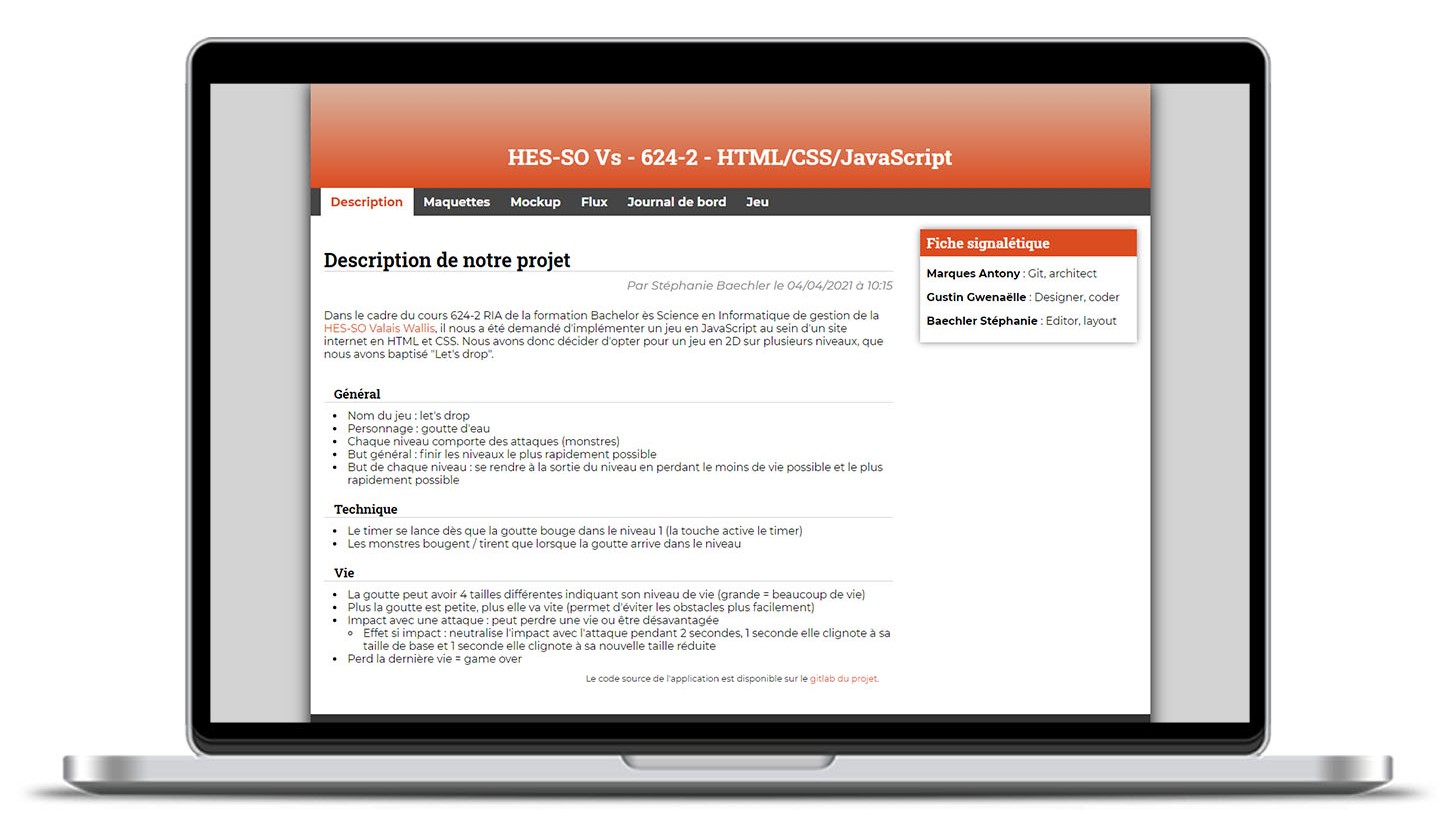 HES-SO Vs - 624-2 - HTML/CSS/JavaScript
Description Maquettes Mockup Flux Journal de bord Jeu
Description de notre projet
Par Stéphanie Baechler le 04/04/2021 à 10:15
Dans le cadre du cours 624-2 RIA de la formation Bachelor ès Science en Informatique de gestion de la
HES-SO Valais Wallis, il nous a été demandé d'implémenter un jeu en JavaScript au sein d'un site
internet en HTML et CSS. Nous avons donc décider d'opter pour un jeu en 2D sur plusieurs niveaux, que
nous avons baptisé "Let's drop".
Général
• Nom du jeu : let's drop
• Personnage : goutte d'eau
• Chaque niveau comporte des attaques (monstres)
• But général : finir les niveaux le plus rapidement possible
• But de chaque niveau : se rendre à la sortie du niveau en perdant le moins de vie possible et le plus
rapidement possible
Technique
• Le timer se lance dès que la goutte bouge dans le niveau 1 (la touche active le timer)
• Les monstres bougent / tirent que lorsque la goutte arrive dans le niveau
Vie
• La goutte peut avoir 4 tailles différentes indiquant son niveau de vie (grande = beaucoup de vie)
• Plus la goutte est petite, plus elle va vite (permet d'éviter les obstacles plus facilement)
• Impact avec une attaque : peut perdre une vie ou être désavantagée
◦ Effet si impact : neutralise l'impact avec l'attaque pendant 2 secondes, 1 seconde elle clignote à sa
taille de base et 1 seconde elle clignote à sa nouvelle taille réduite
• Perd la dernière vie = game over
Le code source de l'application est disponible sur le gitlab du projet.
Fiche signalétique
Marques Antony : Git, architect
Gustin Gwenaëlle : Designer, coder
Baechler Stéphanie : Editor, layout